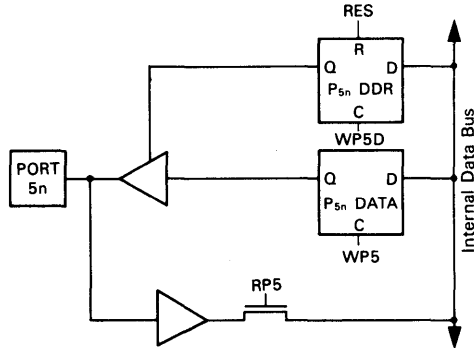 RES
R
Q D
P5n DDR
C
WP5D
PORT
5n
Q D
P5n DATA
C
WP5
RP5
Internal Data Bus